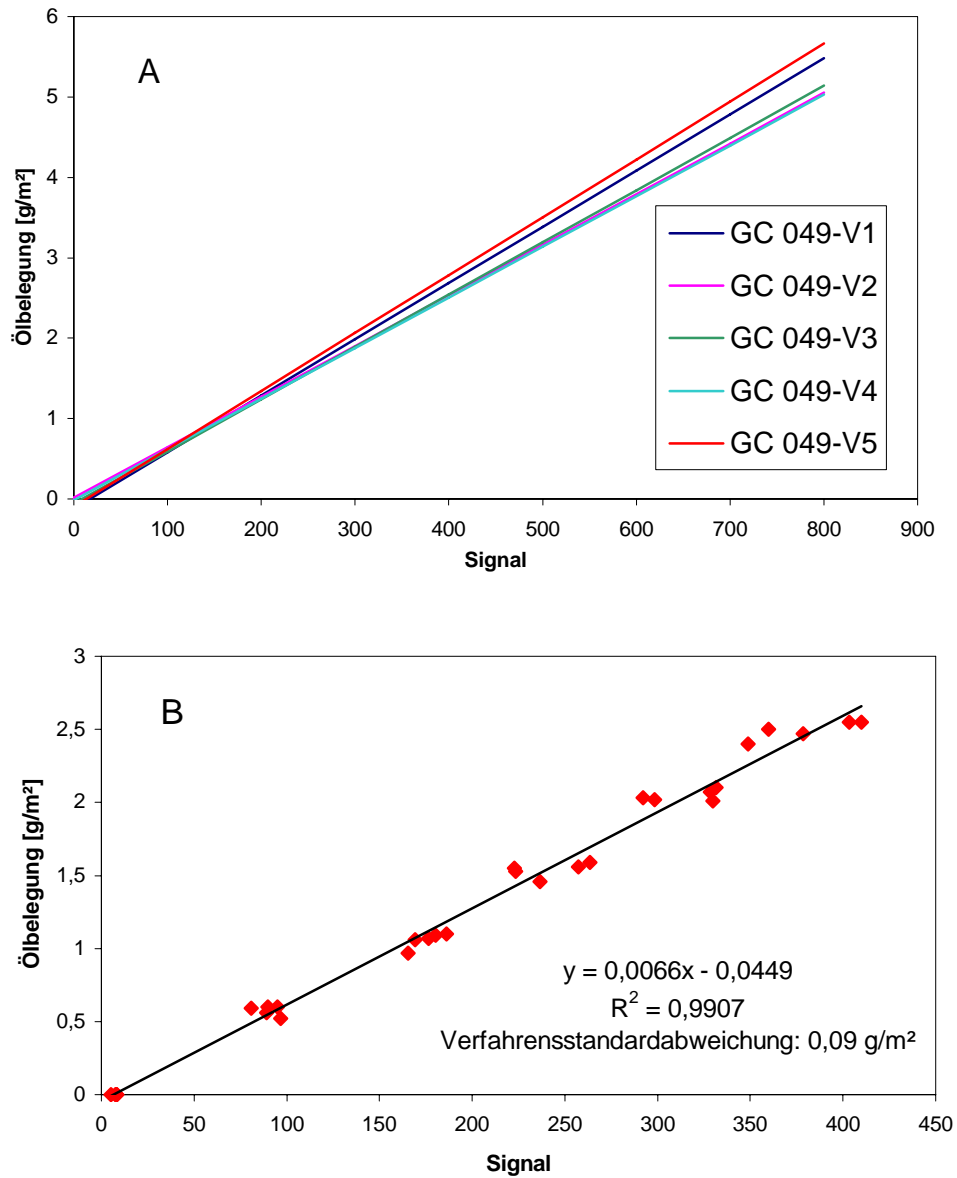 A
6
5
4
3
2
1
0
Ölbelegung [g/m²]
0 100 200 300 400 500 600 700 800 900
Signal
GC 049-V1
GC 049-V2
GC 049-V3
GC 049-V4
GC 049-V5
B
3
2,5
2
1,5
1
0,5
0
Ölbelegung [g/m²]
y = 0,0066x - 0,0449
R² = 0,9907
Verfahrensstandardabweichung: 0,09 g/m²
0 50 100 150 200 250 300 350 400 450
Signal